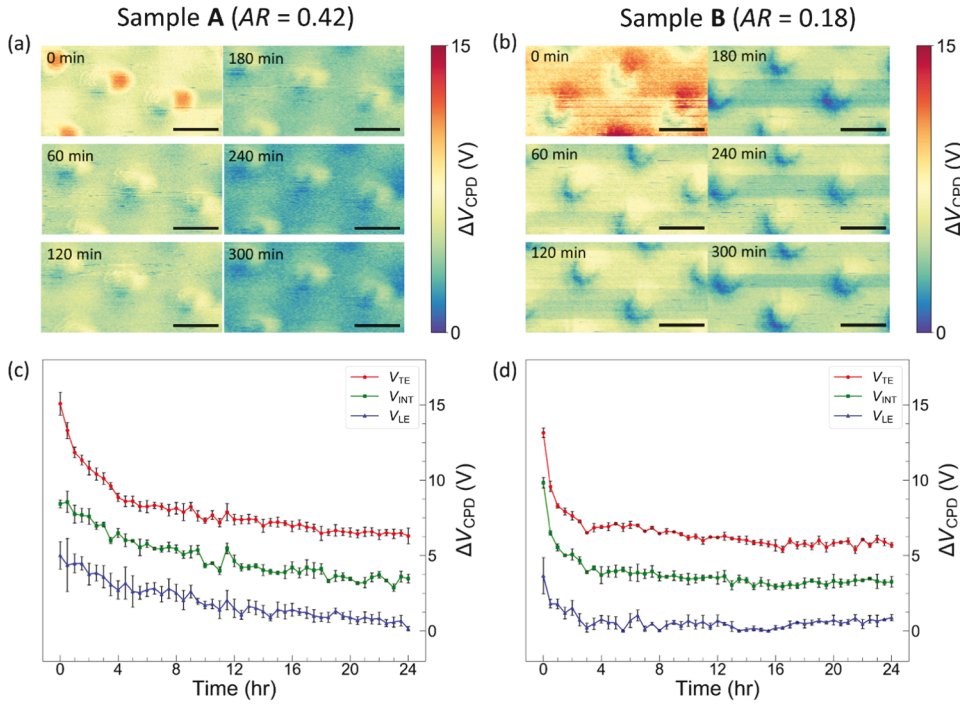 Sample A (AR = 0.42)
Sample B (AR = 0.18)
(a)
0 min
180 min
60 min
240 min
120 min
300 min
15
ΔVCPD (V)
0
(b)
0 min
180 min
60 min
240 min
120 min
300 min
15
ΔVCPD (V)
0
(c)
VTE
VINT
VLE
15
10
5
0
ΔVCPD (V)
0 4 8 12 16 20 24
Time (hr)
(d)
VTE
VINT
VLE
15
10
5
0
ΔVCPD (V)
0 4 8 12 16 20 24
Time (hr)